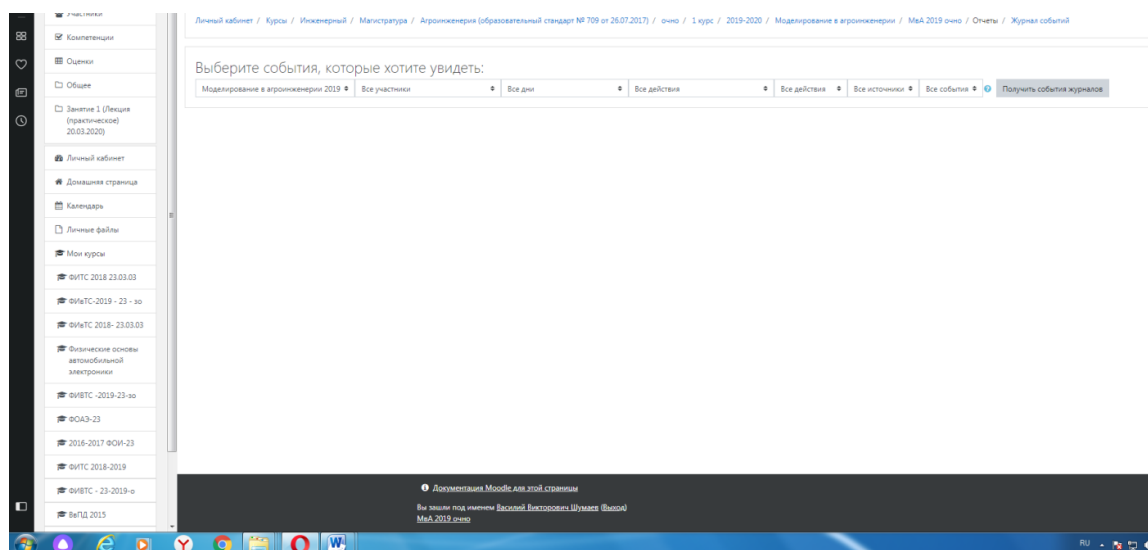 Участники
Компетенции
Оценки
Общее
Занятие 1 (Лекция
(практическое)
20.03.2020)
Личный кабинет
Домашняя страница
Календарь
Личные файлы
Мои курсы
ФИТС 2018 23.03.03
ФИвТС-2019 - 23 - зо
ФИвТС 2018- 23.03.03
Физические основы
автомобильной
электроники
ФИВТС -2019-23-зо
ФОАЭ-23
2016-2017 ФОИ-23
ФИТС 2018-2019
ФИВТС - 23-2019-о
ВвПД 2015
Личный кабинет / Курсы / Инженерный / Магистратура / Агроинженерия (образовательный стандарт № 709 от 26.07.2017) / очно / 1 курс / 2019-2020 / Моделирование в агроинженерии / МвА 2019 очно / Отчеты / Журнал событий
Выберите события, которые хотите увидеть:
Моделирование в агроинженерии 2019 Все участники Все дни Все действия Все действия Все источники Все события Получить события журналов
Документация Moodle для этой страницы
Вы зашли под именем Василий Викторович Шумаев (Выход)
МвА 2019 очно
RU